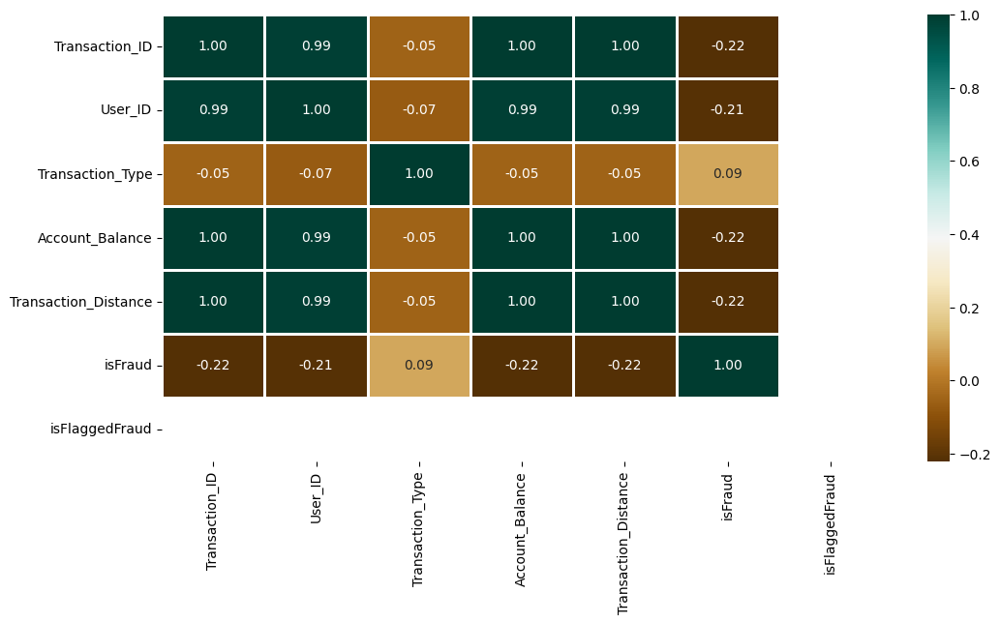 Transaction_ID 1.00 0.99 -0.05 1.00 1.00 -0.22
User_ID 0.99 1.00 -0.07 0.99 0.99 -0.21
Transaction_Type -0.05 -0.07 1.00 -0.05 -0.05 0.09
Account_Balance 1.00 0.99 -0.05 1.00 1.00 -0.22
Transaction_Distance 1.00 0.99 -0.05 1.00 1.00 -0.22
isFraud -0.22 -0.21 0.09 -0.22 -0.22 1.00
isFlaggedFraud
Transaction_ID
User_ID
Transaction_Type
Account_Balance
Transaction_Distance
isFraud
isFlaggedFraud
1.0
0.8
0.6
0.4
0.2
0.0
−0.2